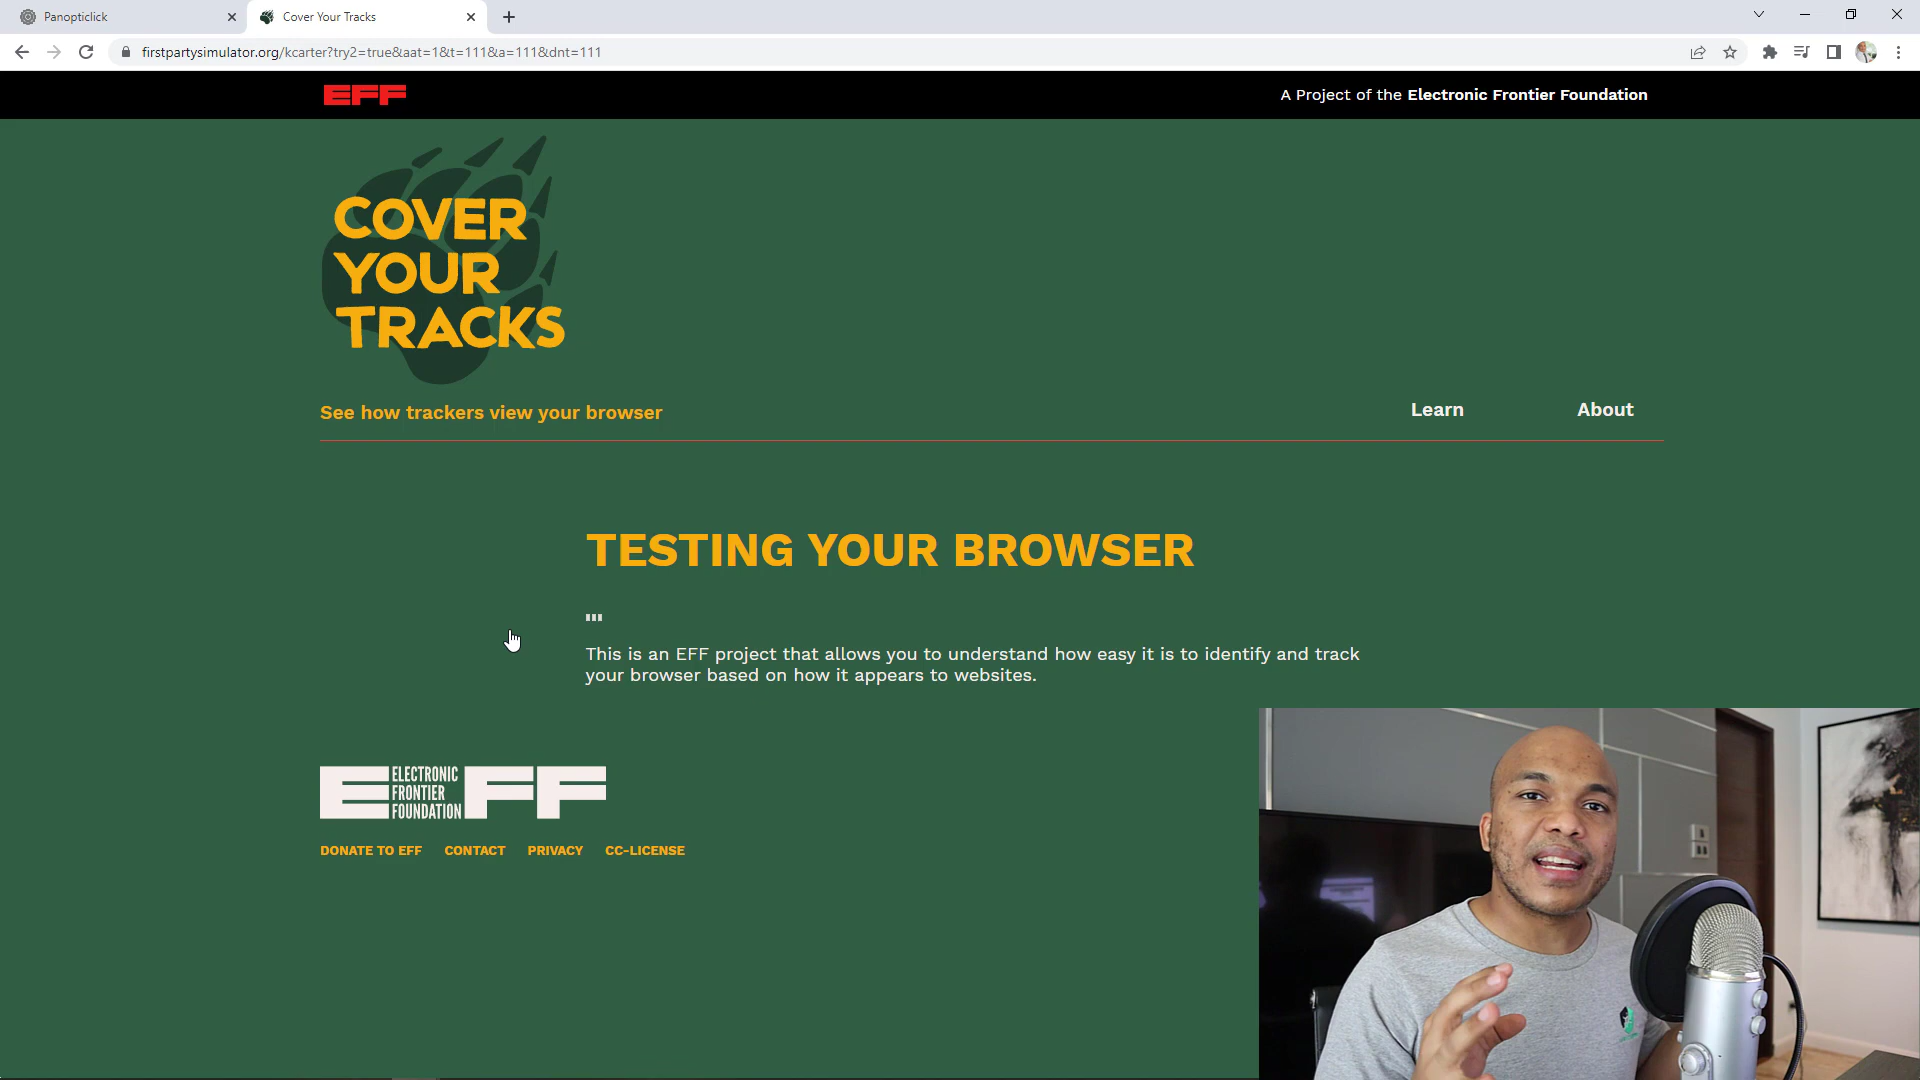 Panopticlick
Cover Your Tracks
firstpartysimulator.org/kcarter?try2=true&aat=1&t=111&a=111&dnt=111
EFF
A Project of the Electronic Frontier Foundation
COVER
YOUR
TRACKS
See how trackers view your browser
Learn
About
TESTING YOUR BROWSER
This is an EFF project that allows you to understand how easy it is to identify and track
your browser based on how it appears to websites.
EFF
ELECTRONIC
FRONTIER
FOUNDATION
DONATE TO EFF
CONTACT
PRIVACY
CC-LICENSE